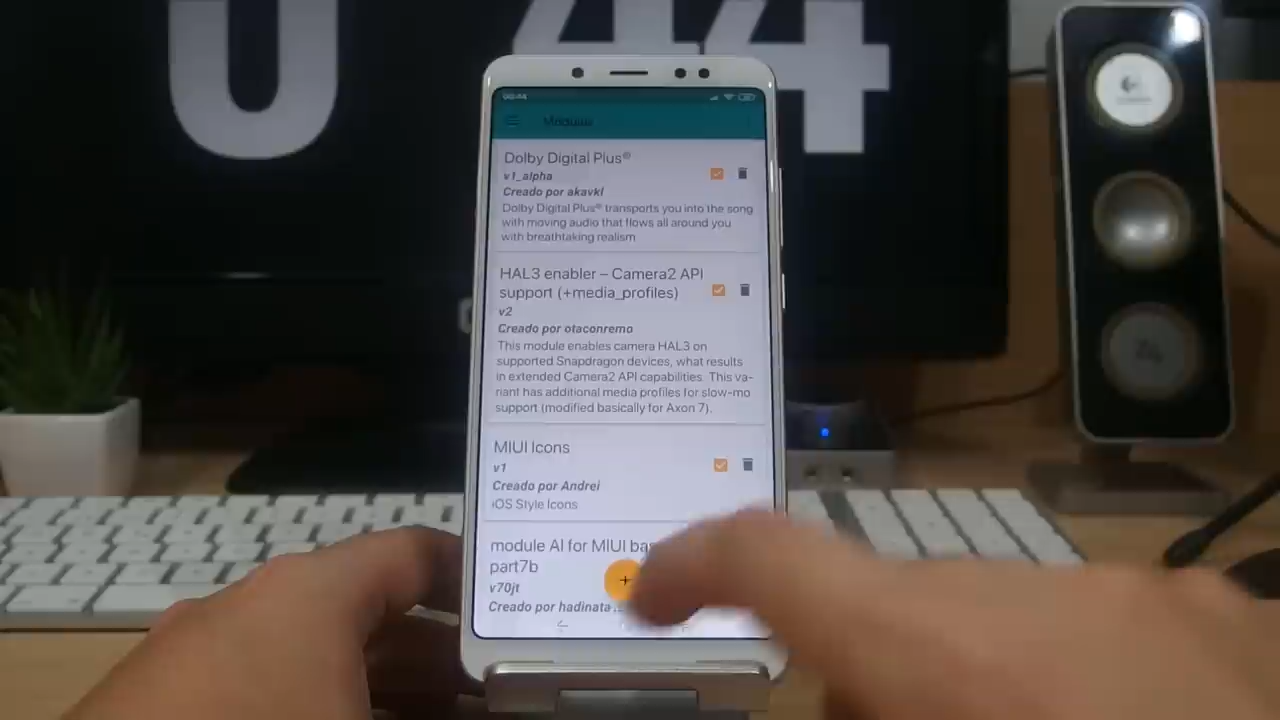 44
Modulos
Dolby Digital Plus®
v1_alpha
Creado por akavkl
Dolby Digital Plus® transports you into the song
with moving audio that flows all around you
with breathtaking realism
HAL3 enabler – Camera2 API
support (+media_profiles)
v2
Creado por otaconremo
This module enables camera HAL3 on
supported Snapdragon devices, what results
in extended Camera2 API capabilities. This va-
riant has additional media profiles for slow-mo
support (modified basically for Axon 7).
MIUI Icons
v1
Creado por Andrei
iOS Style Icons
module AI for MIUI
part7b
v70jt
Creado por hadinata